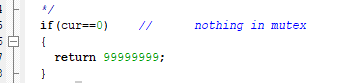 */
if(cur==0) // nothing in mutex
{
return 99999999;
}